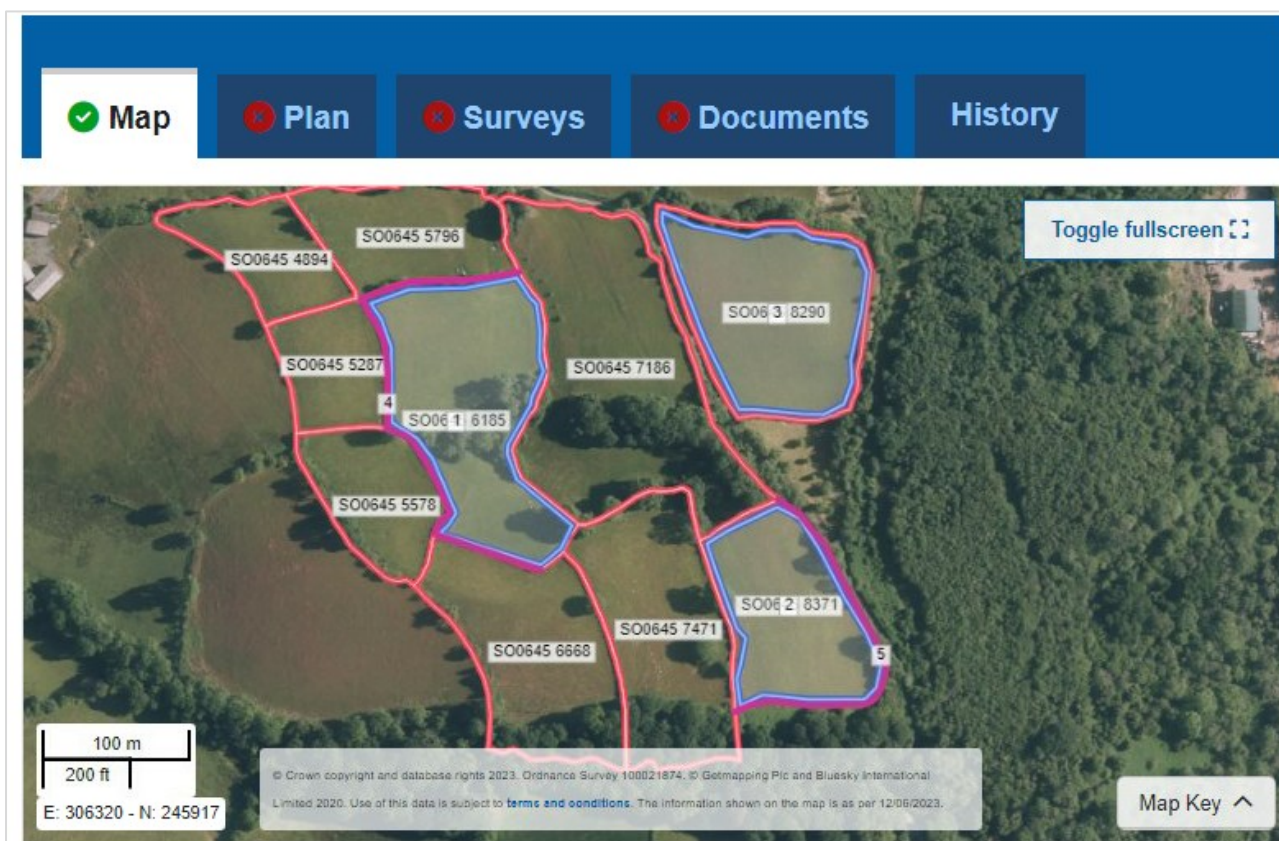 Map
Plan
Surveys
Documents
History
Toggle fullscreen
SO0645 5796
SO0645 4894
SO06 3 8290
SO0645 5287
SO0645 7186
4
SO06 1 6185
SO0645 5578
SO06 2 8371
SO0645 7471
SO0645 6668
5
100 m
200 ft
E: 306320 - N: 245917
© Crown copyright and database rights 2023. Ordnance Survey 100021874. © Getmapping Plc and Bluesky International
Limited 2020. Use of this data is subject to terms and conditions. The information shown on the map is as per 12/06/2023.
Map Key